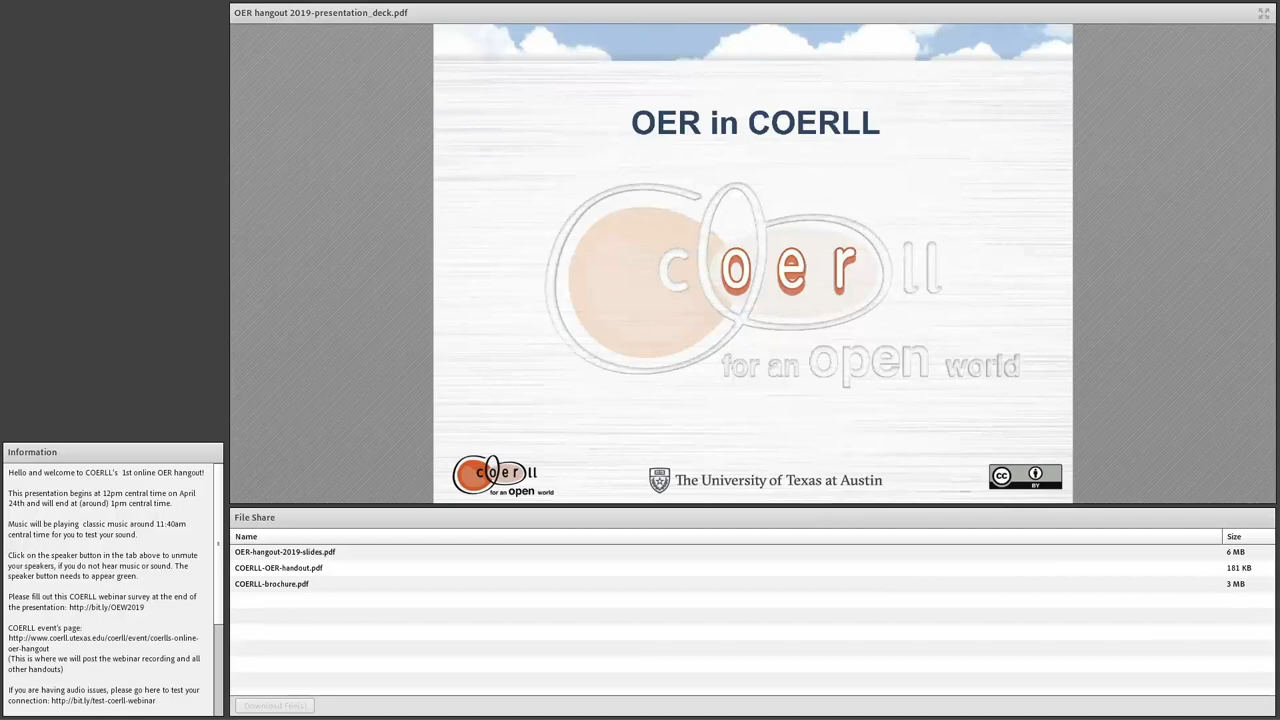 OER hangout 2019-presentation_deck.pdf
OER in COERLL
coerll
for an open world
coerll
for an open world
The University of Texas at Austin
cc
BY
Information
Hello and welcome to COERLL's 1st online OER hangout!
This presentation begins at 12pm central time on April
24th and will end at (around) 1pm central time.
Music will be playing classic music around 11:40am
central time for you to test your sound.
Click on the speaker button in the tab above to unmute
your speakers, if you do not hear music or sound. The
speaker button needs to appear green.
Please fill out this COERLL webinar survey at the end of
the presentation: http://bit.ly/OEW2019
COERLL event's page:
http://www.coerll.utexas.edu/coerll/event/coerlls-online-
oer-hangout
(This is where we will post the webinar recording and all
other handouts)
If you are having audio issues, please go here to test your
connection: http://bit.ly/test-coerll-webinar
File Share
Name Size
OER-hangout-2019-slides.pdf 6 MB
COERLL-OER-handout.pdf 181 KB
COERLL-brochure.pdf 3 MB
Download File(s)